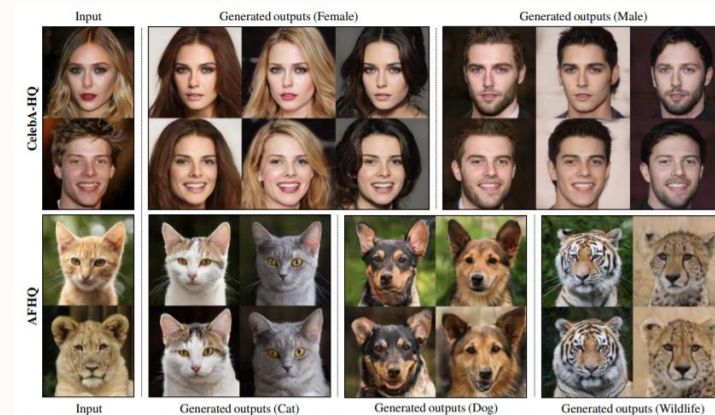 Input Generated outputs (Female) Generated outputs (Male)
CelebA-HQ
AFHQ
Input Generated outputs (Cat) Generated outputs (Dog) Generated outputs (Wildlife)